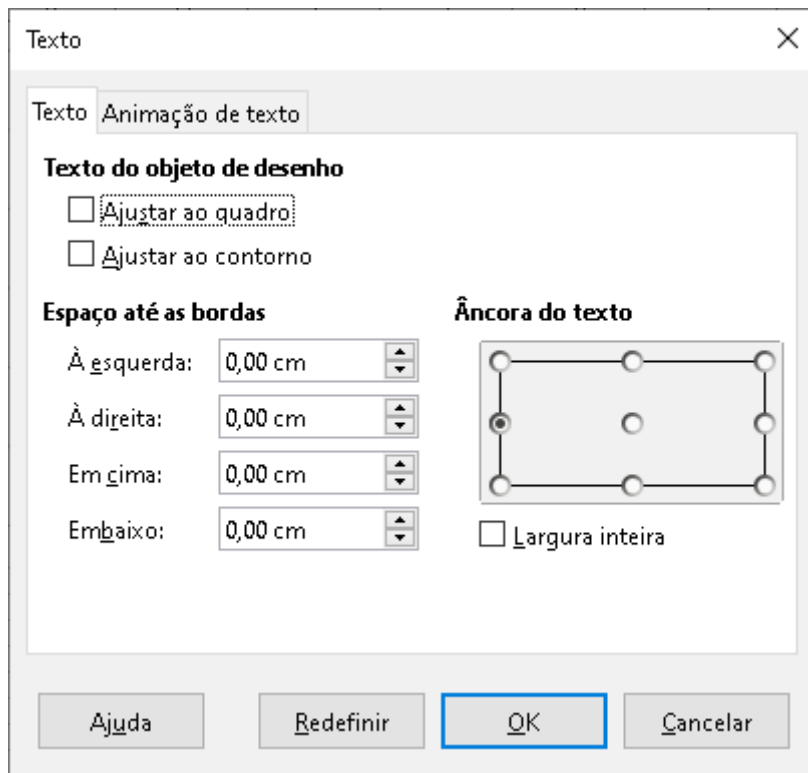 Texto
Texto Animação de texto
Texto do objeto de desenho
Ajustar ao quadro
Ajustar ao contorno
Espaço até as bordas
À esquerda: 0,00 cm
À direita: 0,00 cm
Em cima: 0,00 cm
Embaixo: 0,00 cm
Âncora do texto
Largura inteira
Ajuda Redefinir OK Cancelar